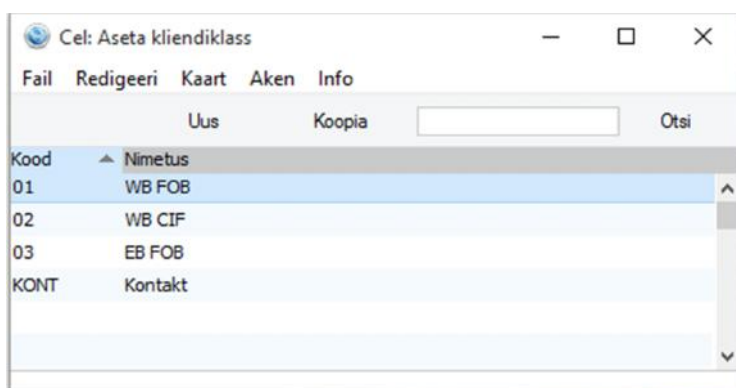 Cel: Aseta kliendiklass
Fail Redigeeri Kaart Aken Info
Uus Koopia Otsi
Kood Nimetus
01 WB FOB
02 WB CIF
03 EB FOB
KONT Kontakt